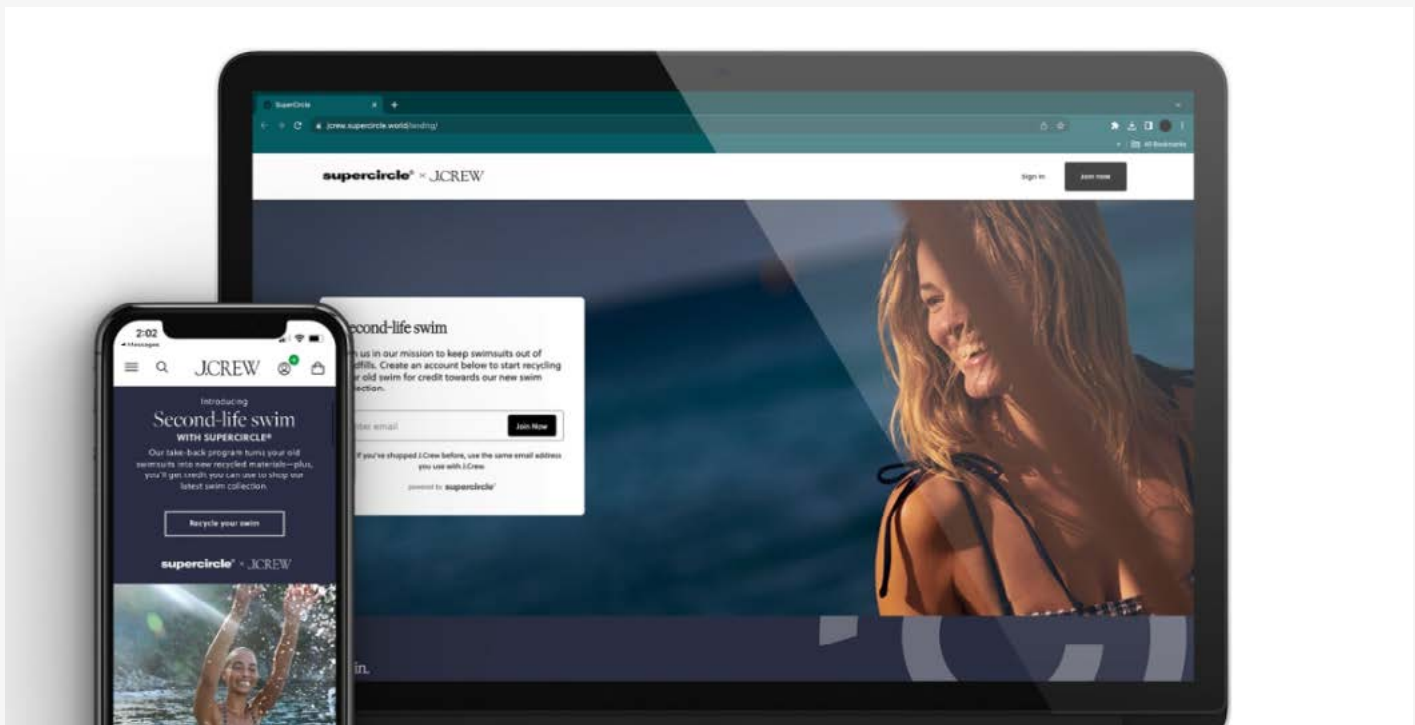 SuperCircle
jcrew.supercircle.world/landing/
All Bookmarks
supercircle® × J.CREW
Sign in
Join now
econd-life swim
us in our mission to keep swimsuits out of
dfills. Create an account below to start recycling
r old swim for credit towards our new swim
lection.
nter email
Join Now
If you've shopped J.Crew before, use the same email address
you use with J.Crew.
powered by supercircle®
in.
2:02
Messages
J.CREW
Introducing
Second-life swim
WITH SUPERCIRCLE®
Our take-back program turns your old
swimsuits into new recycled materials—plus,
you'll get credit you can use to shop our
latest swim collection.
Recycle your swim
supercircle® × J.CREW